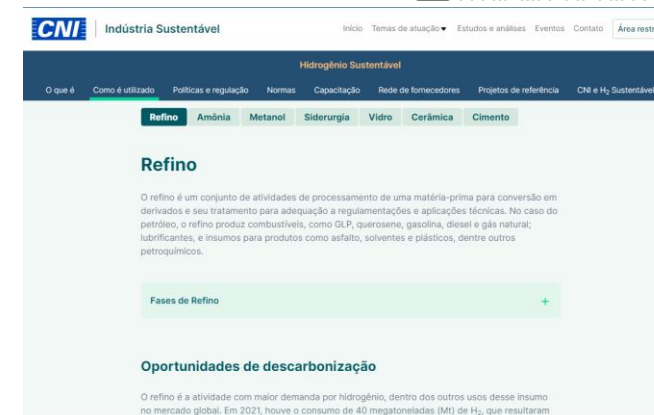 CNI Indústria Sustentável Início Temas de atuação Estudos e análises Eventos Contato Área restr
Hidrogênio Sustentável
O que é Como é utilizado Políticas e regulação Normas Capacitação Rede de fornecedores Projetos de referência CNI e H₂ Sustentável
Refino Amônia Metanol Siderurgia Vidro Cerâmica Cimento
Refino
O refino é um conjunto de atividades de processamento de uma matéria-prima para conversão em
derivados e seu tratamento para adequação a regulamentações e aplicações técnicas. No caso do
petróleo, o refino produz combustíveis, como GLP, querosene, gasolina, diesel e gás natural;
lubrificantes, e insumos para produtos como asfalto, solventes e plásticos, dentre outros
petroquímicos.
Fases de Refino +
Oportunidades de descarbonização
O refino é a atividade com maior demanda por hidrogênio, dentro dos outros usos desse insumo
no mercado global. Em 2021, houve o consumo de 40 megatoneladas (Mt) de H₂, que resultaram